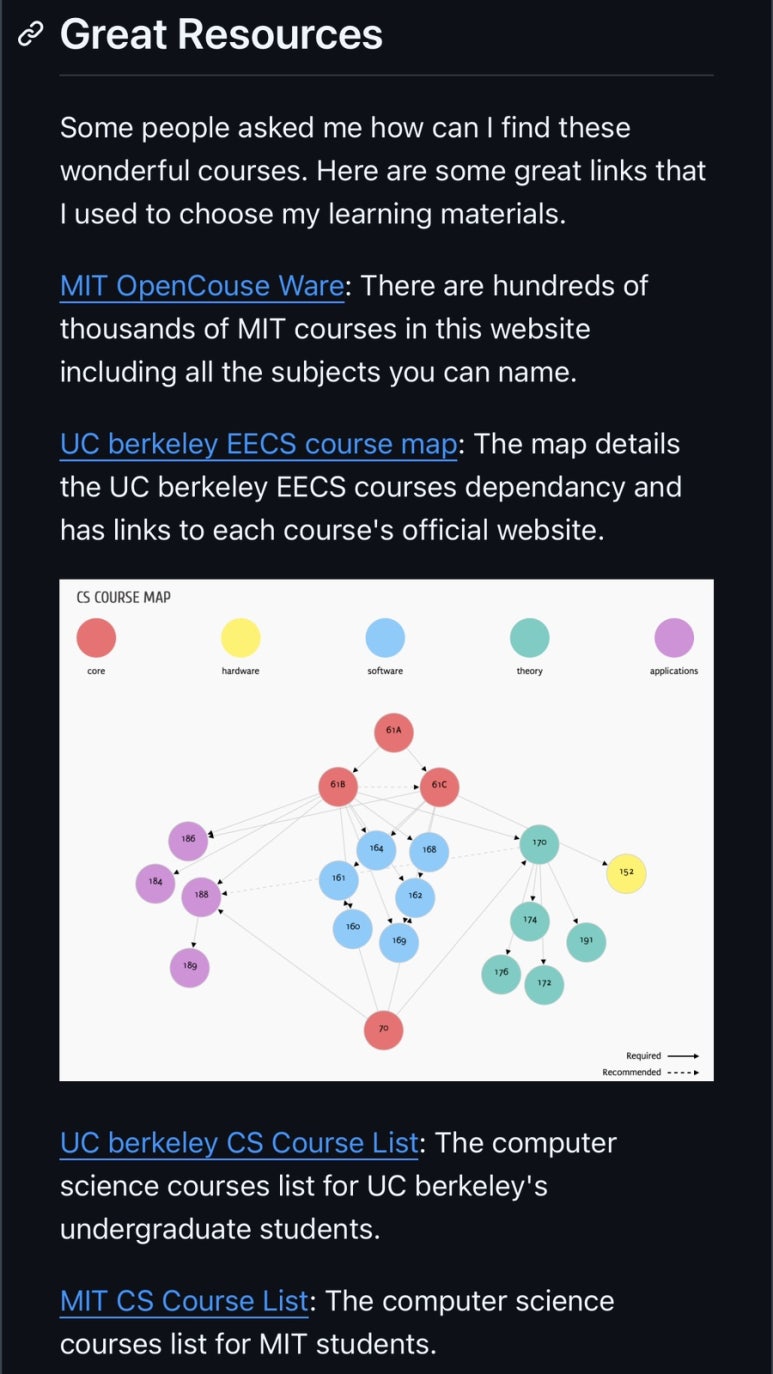 Great Resources
Some people asked me how can I find these
wonderful courses. Here are some great links that
I used to choose my learning materials.
MIT OpenCouse Ware: There are hundreds of
thousands of MIT courses in this website
including all the subjects you can name.
UC berkeley EECS course map: The map details
the UC berkeley EECS courses dependancy and
has links to each course's official website.
CS COURSE MAP
core hardware software theory applications
61A
61B 61C
186 164 168 170
184 188 161 162 152
160 169 174 191
189 176 172
70
Required
Recommended
UC berkeley CS Course List: The computer
science courses list for UC berkeley's
undergraduate students.
MIT CS Course List: The computer science
courses list for MIT students.